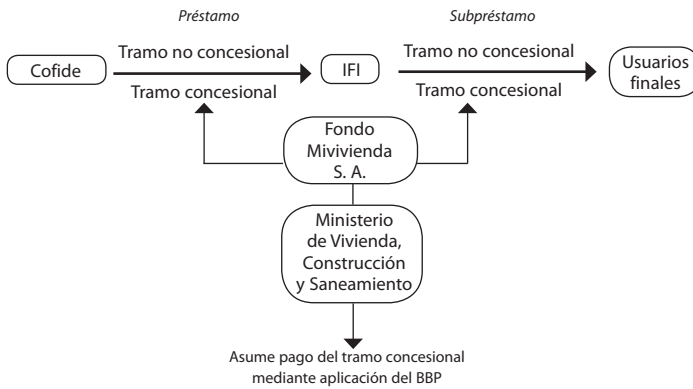 Préstamo
Subpréstamo
Tramo no concesional
Tramo no concesional
Cofide
IFI
Usuarios
finales
Tramo concesional
Tramo concesional
Fondo
Mivivienda
S. A.
Ministerio
de Vivienda,
Construcción
y Saneamiento
Asume pago del tramo concesional
mediante aplicación del BBP